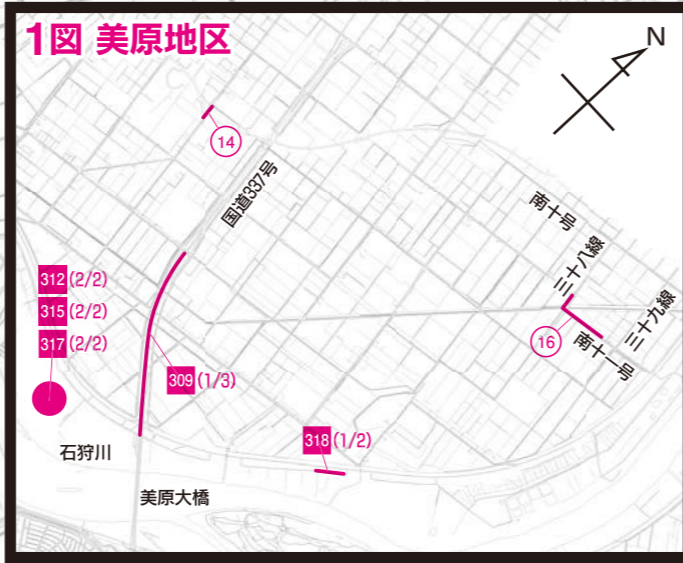 1図 美原地区
N
14
国道337号
南十号
三十八線
三十九線
312(2/2)
315(2/2)
317(2/2)
16
南十一号
309(1/3)
318(1/2)
石狩川
美原大橋